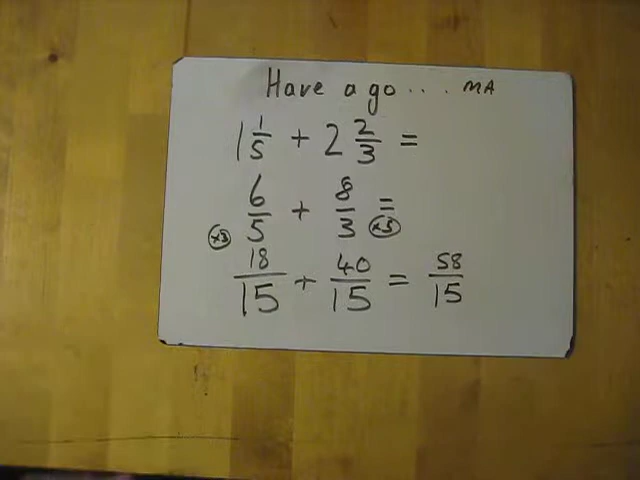 Have a go.... MA
1 1/5 + 2 2/3 =
6/5 + 8/3 =
×3 ×5
18/15 + 40/15 = 58/15